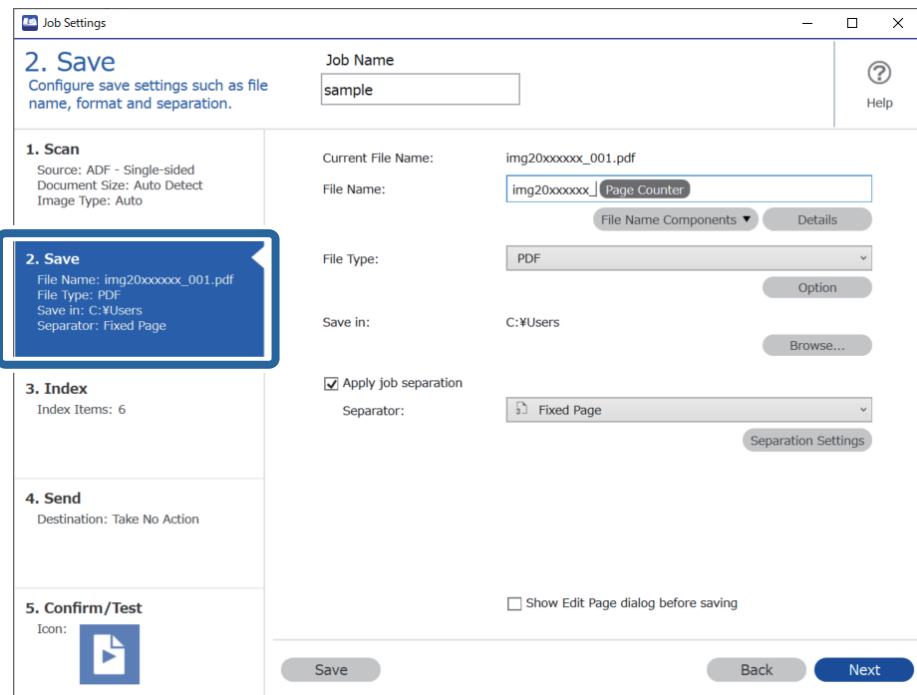 Job Settings
2. Save
Configure save settings such as file
name, format and separation.
Job Name
sample
Help
1. Scan
Source: ADF - Single-sided
Document Size: Auto Detect
Image Type: Auto
2. Save
File Name: img20xxxxxx_001.pdf
File Type: PDF
Save in: C:¥Users
Separator: Fixed Page
3. Index
Index Items: 6
4. Send
Destination: Take No Action
5. Confirm/Test
Icon:
Current File Name: img20xxxxxx_001.pdf
File Name: img20xxxxxx_ Page Counter
File Name Components Details
File Type: PDF
Option
Save in: C:¥Users
Browse...
Apply job separation
Separator: Fixed Page
Separation Settings
Show Edit Page dialog before saving
Save Back Next